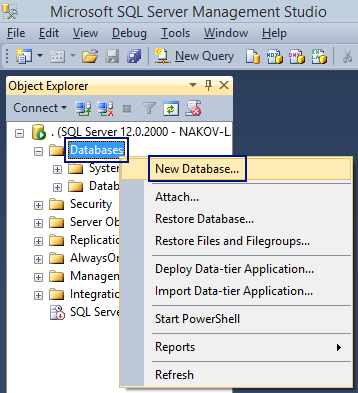 Microsoft SQL Server Management Studio
File Edit View Debug Tools Window Help
New Query
Object Explorer
Connect
. (SQL Server 12.0.2000 - NAKOV-L
Databases
New Database...
System
Datab
Attach...
Security
Restore Database...
Server Ob
Replicatio
Restore Files and Filegroups...
AlwaysOn
Deploy Data-tier Application...
Managem
Import Data-tier Application...
Integratio
SQL Serve
Start PowerShell
Reports
Refresh